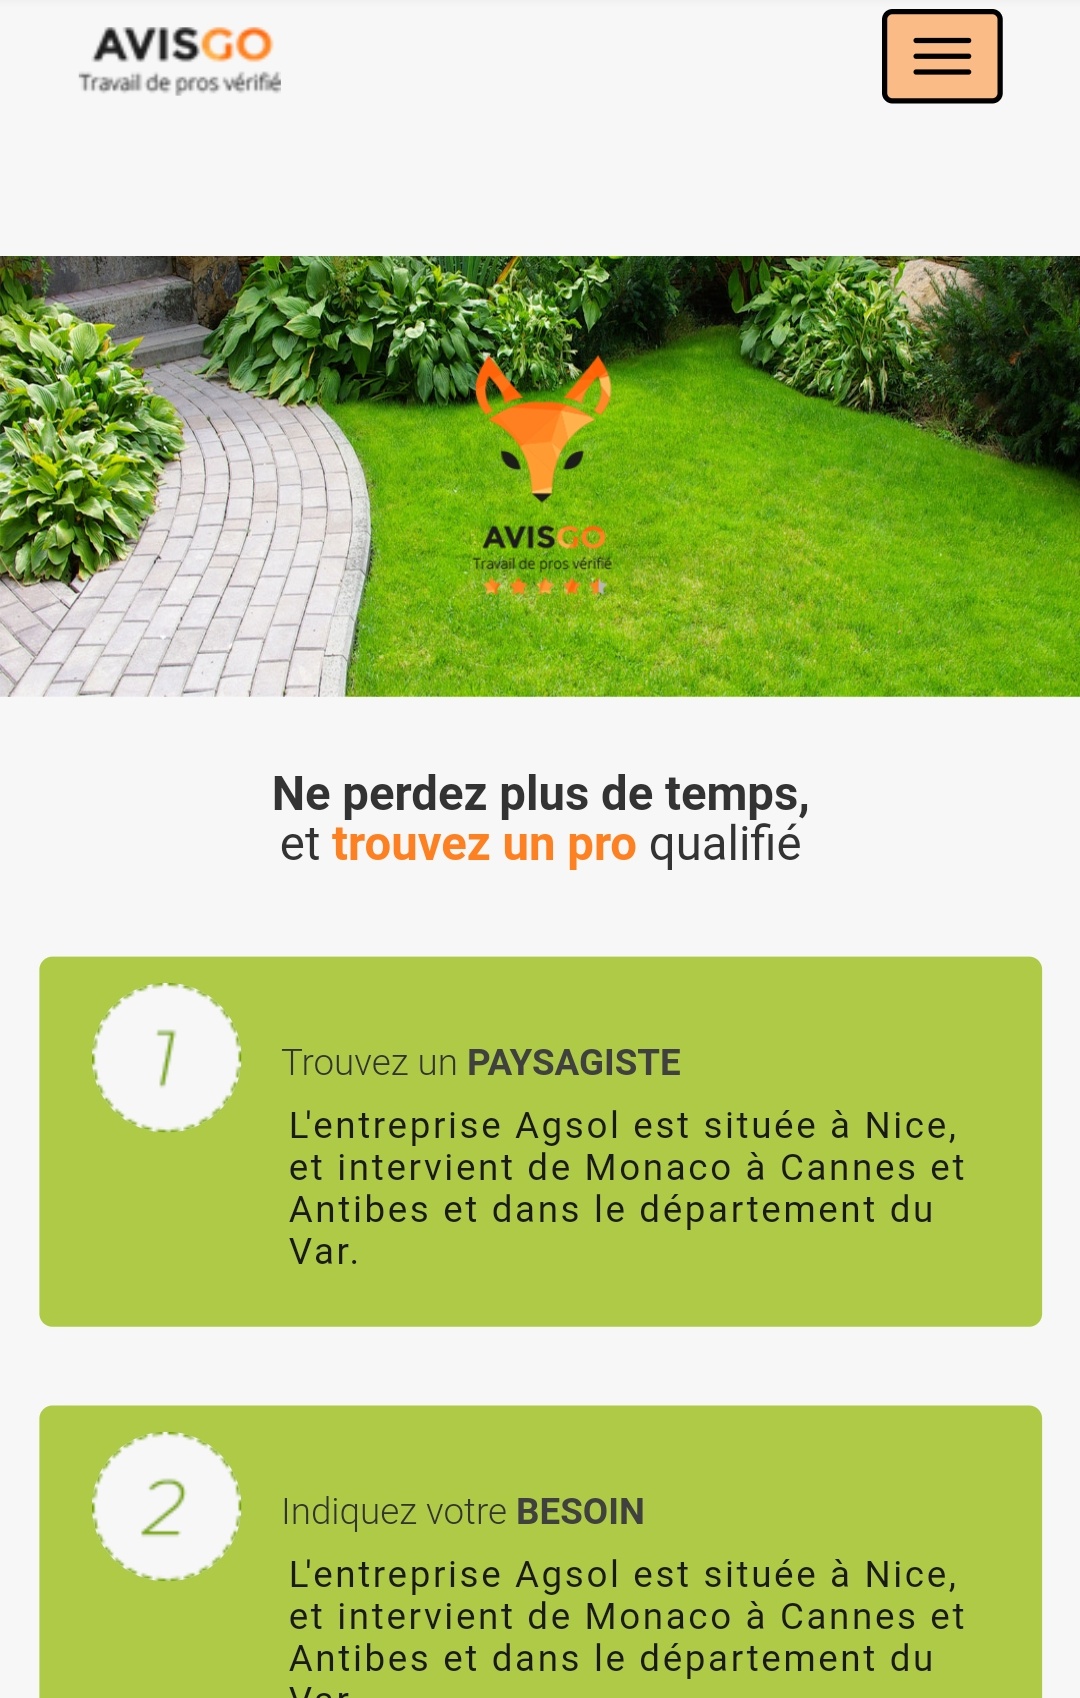 AVISGO
Travail de pros vérifié
AVISGO
Travail de pros vérifié
Ne perdez plus de temps,
et trouvez un pro qualifié
1
Trouvez un PAYSAGISTE
L'entreprise Agsol est située à Nice,
et intervient de Monaco à Cannes et
Antibes et dans le département du
Var.
2
Indiquez votre BESOIN
L'entreprise Agsol est située à Nice,
et intervient de Monaco à Cannes et
Antibes et dans le département du
Var.